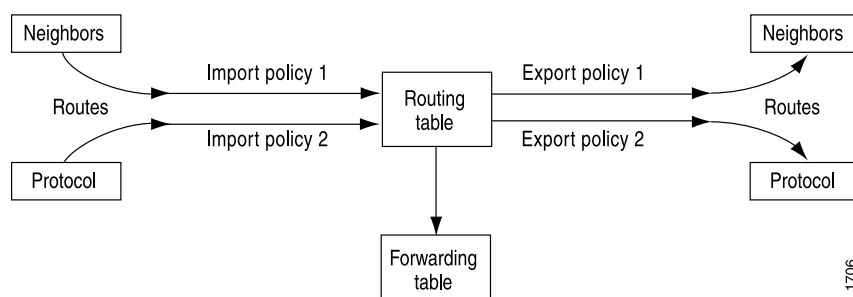 Neighbors
Neighbors
Import policy 1
Export policy 1
Routes
Routing
table
Routes
Import policy 2
Export policy 2
Protocol
Protocol
Forwarding
table
1706